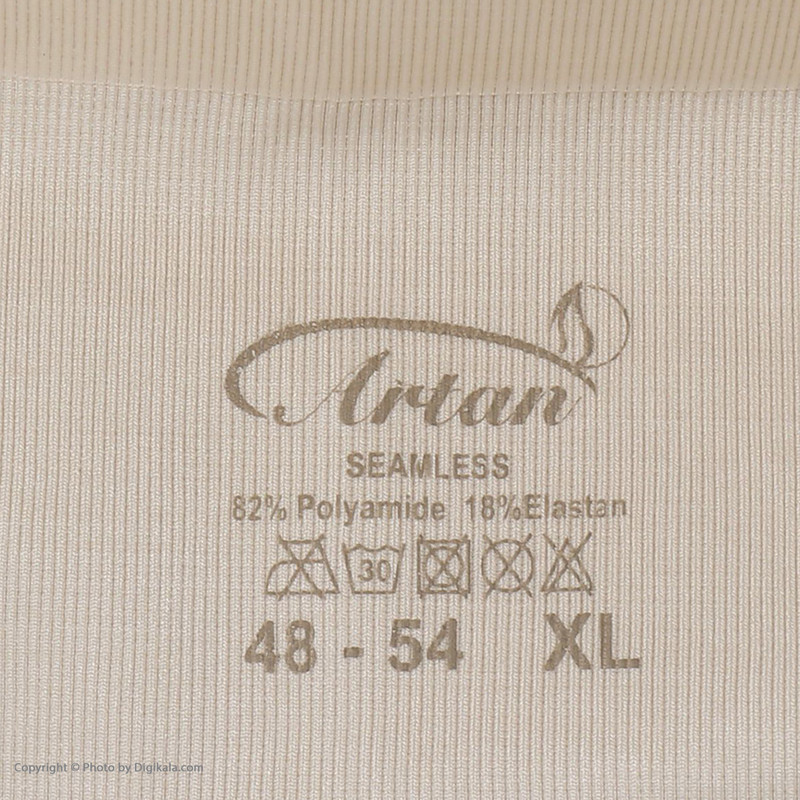 Artan
SEAMLESS
82% Polyamide 18%Elastan
30
48 - 54 XL
Copyright © Photo by Digikala.com